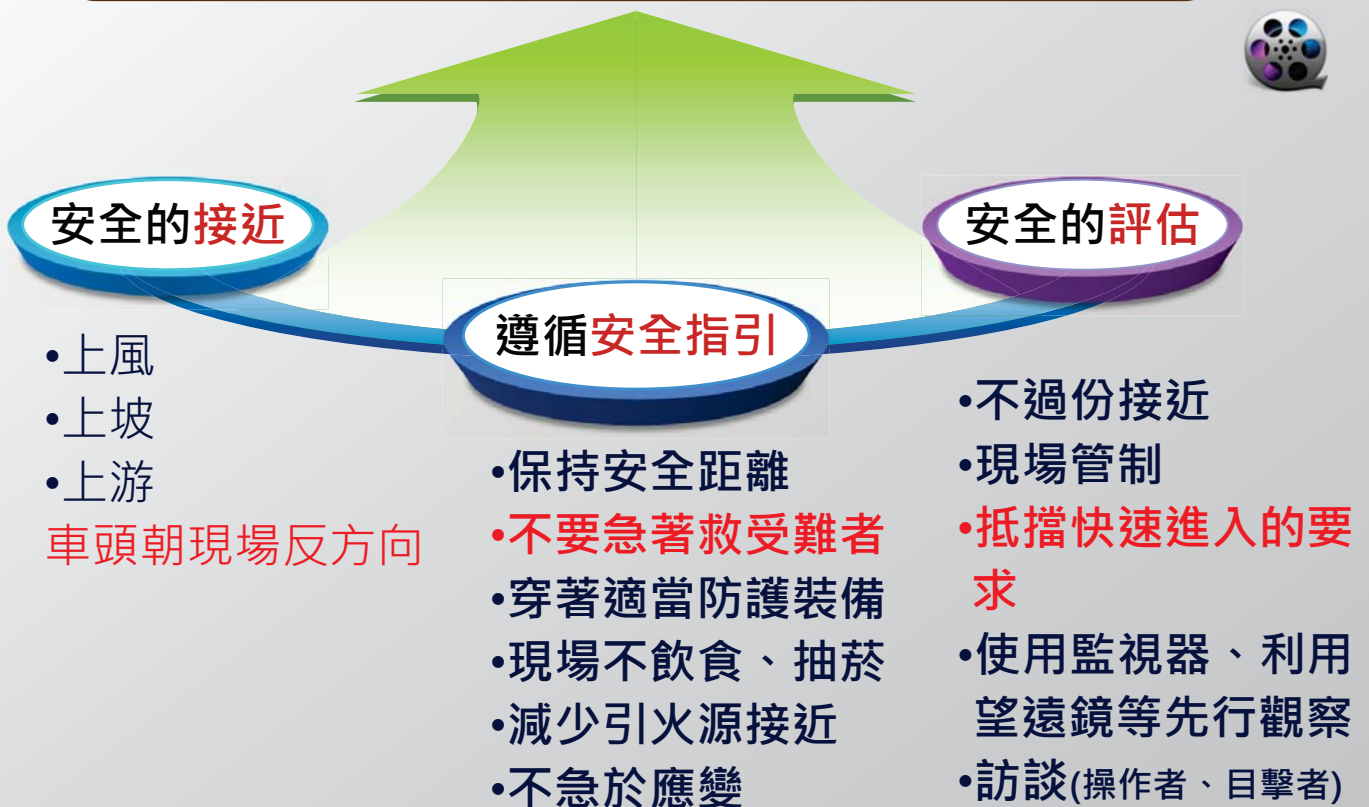 安全的接近
•上風
•上坡
•上游
車頭朝現場反方向
遵循安全指引
•保持安全距離
•不要急著救受難者
•穿著適當防護裝備
•現場不飲食、抽菸
•減少引火源接近
•不急於應變
安全的評估
•不過份接近
•現場管制
•抵擋快速進入的要
求
•使用監視器、利用
望遠鏡等先行觀察
•訪談(操作者、目擊者)